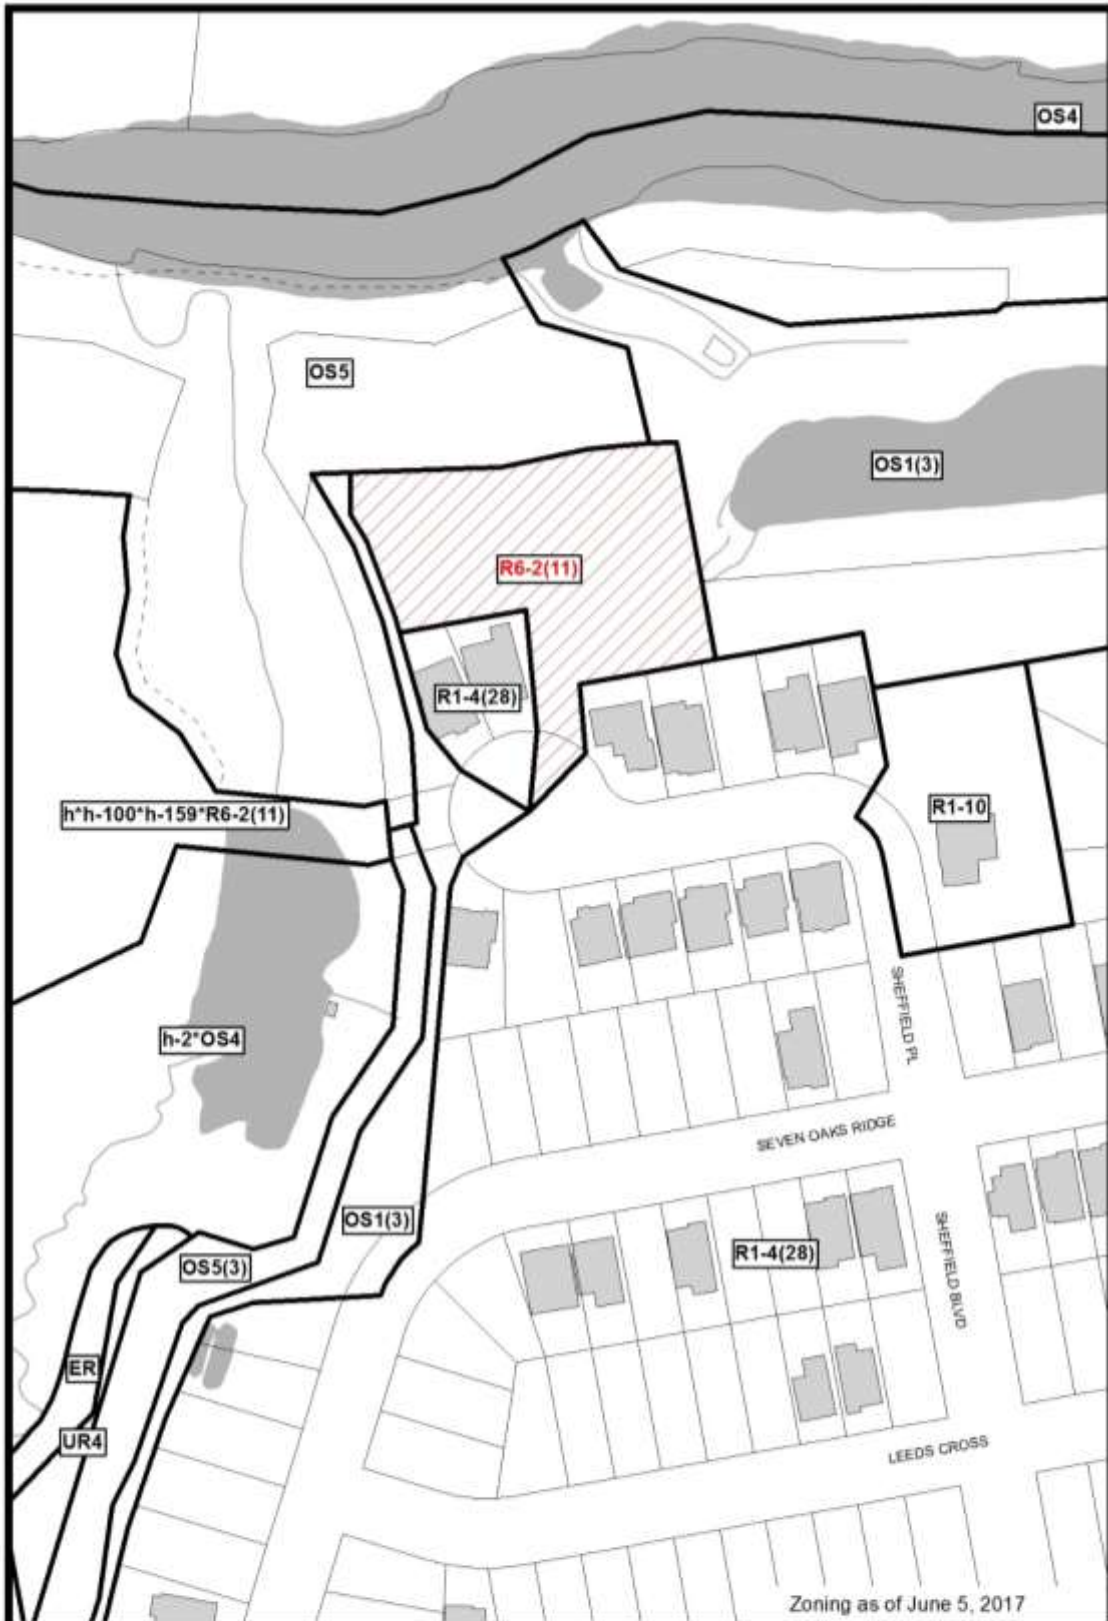 OS4
OS5
OS1(3)
R6-2(11)
R1-4(28)
h*h-100*h-159*R6-2(11)
R1-10
SHEFFIELD PL
h-2*OS4
SEVEN OAKS RIDGE
OS1(3)
SHEFFIELD BLVD
R1-4(28)
OS5(3)
ER
UR4
LEEDS CROSS
Zoning as of June 5, 2017